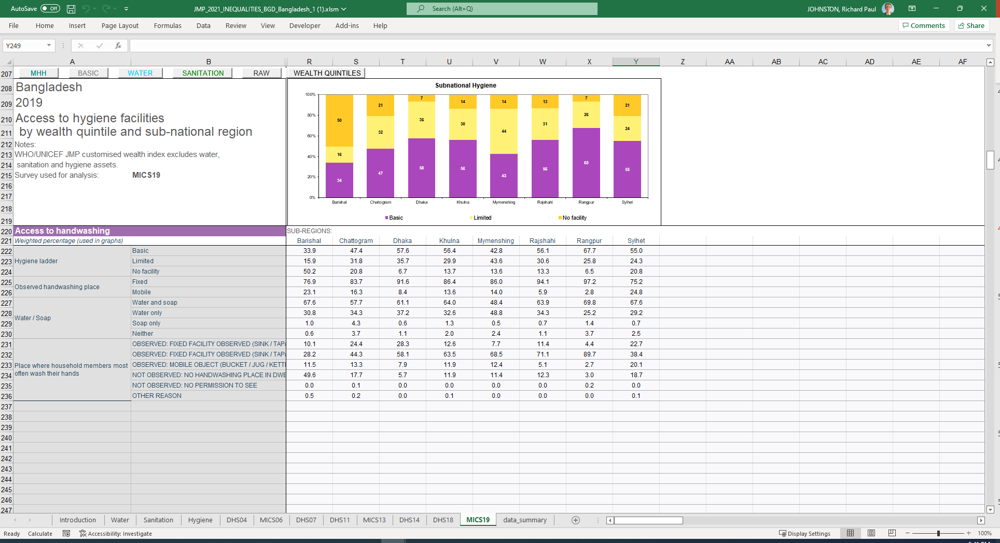 AutoSave Off JMP_2021_INEQUALITIES_BGD_Bangladesh_1 (1).xlsm Search (Alt+Q) JOHNSTON, Richard Paul
File Home Insert Page Layout Formulas Data Review View Developer Add-ins Help Comments Share
Y249 fx
A B R S T U V W X Y Z AA AB AC AD AE AF
207 MHH BASIC WATER SANITATION RAW WEALTH QUINTILES
208 Bangladesh
209 2019
210 Access to hygiene facilities
211 by wealth quintile and sub-national region
212 Notes:
213 WHO/UNICEF JMP customised wealth index excludes water,
214 sanitation and hygiene assets.
215 Survey used for analysis: MICS19
216
217
218
219
Subnational Hygiene
100%
80%
60%
40%
20%
0%
50 21 7 14 14 13 7 21
16 32 36 30 44 31 26 24
34 47 58 56 43 56 68 55
Barishal Chattogram Dhaka Khulna Mymenshing Rajshahi Rangpur Sylhet
Basic Limited No facility
220 Access to handwashing SUB-REGIONS:
221 Weighted percentage (used in graphs) Barishal Chattogram Dhaka Khulna Mymenshing Rajshahi Rangpur Sylhet
222 Basic 33.9 47.4 57.6 56.4 42.8 56.1 67.7 55.0
223 Hygiene ladder Limited 15.9 31.8 35.7 29.9 43.6 30.6 25.8 24.3
224 No facility 50.2 20.8 6.7 13.7 13.6 13.3 6.5 20.8
225 Observed handwashing place Fixed 76.9 83.7 91.6 86.4 86.0 94.1 97.2 75.2
226 Mobile 23.1 16.3 8.4 13.6 14.0 5.9 2.8 24.8
227 Water and soap 67.6 57.7 61.1 64.0 48.4 63.9 69.8 67.6
228 Water / Soap Water only 30.8 34.3 37.2 32.6 48.8 34.3 25.2 29.2
229 Soap only 1.0 4.3 0.6 1.3 0.5 0.7 1.4 0.7
230 Neither 0.6 3.7 1.1 2.0 2.4 1.1 3.7 2.5
231 OBSERVED: FIXED FACILITY OBSERVED (SINK / TAP/ 10.1 24.4 28.3 12.6 7.7 11.4 4.4 22.7
232 OBSERVED: FIXED FACILITY OBSERVED (SINK / TAP/ 28.2 44.3 58.1 63.5 68.5 71.1 89.7 38.4
233 Place where household members most OBSERVED: MOBILE OBJECT (BUCKET / JUG / KETTL 11.5 13.3 7.9 11.9 12.4 5.1 2.7 20.1
234 often wash their hands NOT OBSERVED: NO HANDWASHING PLACE IN DWE 49.6 17.7 5.7 11.9 11.4 12.3 3.0 18.7
235 NOT OBSERVED: NO PERMISSION TO SEE 0.0 0.1 0.0 0.0 0.0 0.0 0.2 0.0
236 OTHER REASON 0.5 0.2 0.0 0.1 0.0 0.0 0.0 0.1
237
238
239
240
241
242
243
244
245
246
247
Introduction Water Sanitation Hygiene DHS04 MICS06 DHS07 DHS11 MICS13 DHS14 DHS18 MICS19 data_summary
Ready Calculate Accessibility: Investigate Display Settings 100%